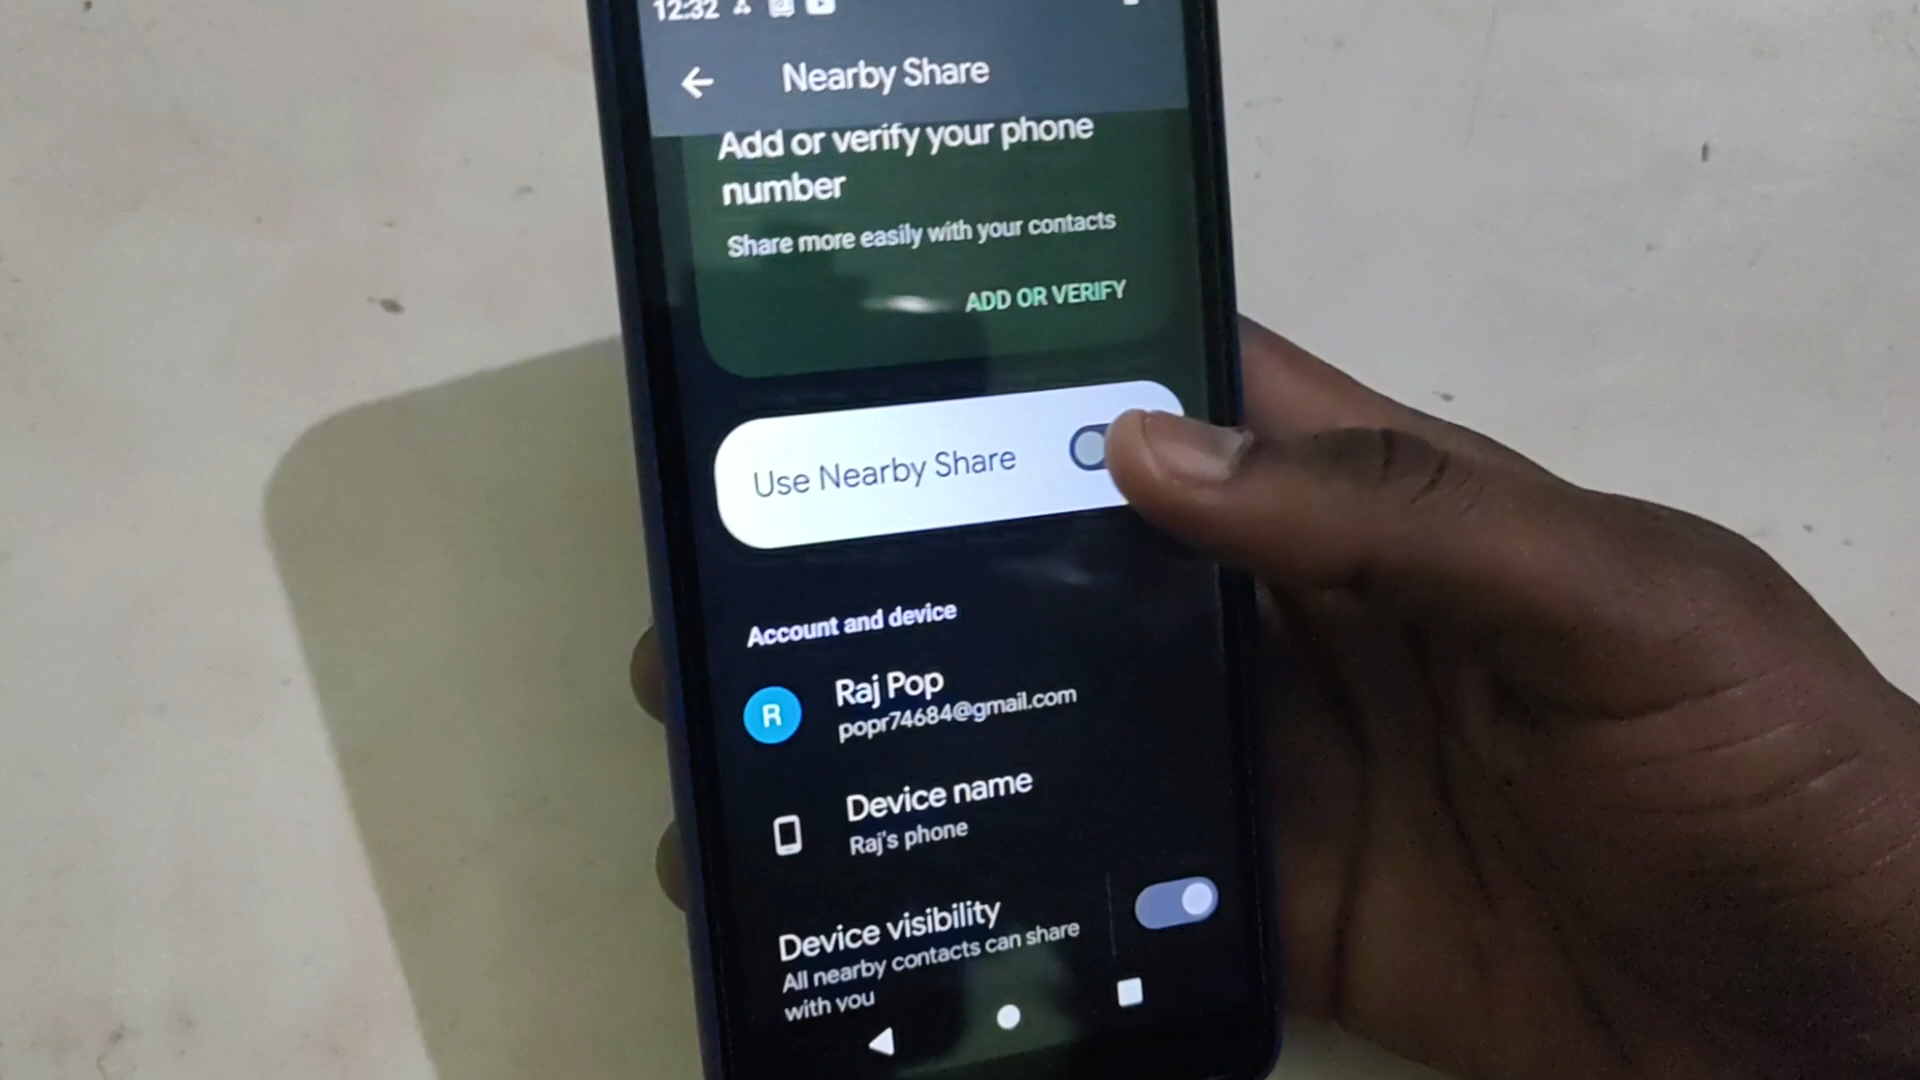 12:32
Nearby Share
Add or verify your phone
number
Share more easily with your contacts
ADD OR VERIFY
Use Nearby Share
Account and device
R
Raj Pop
popr74684@gmail.com
Device name
Raj's phone
Device visibility
All nearby contacts can share
with you